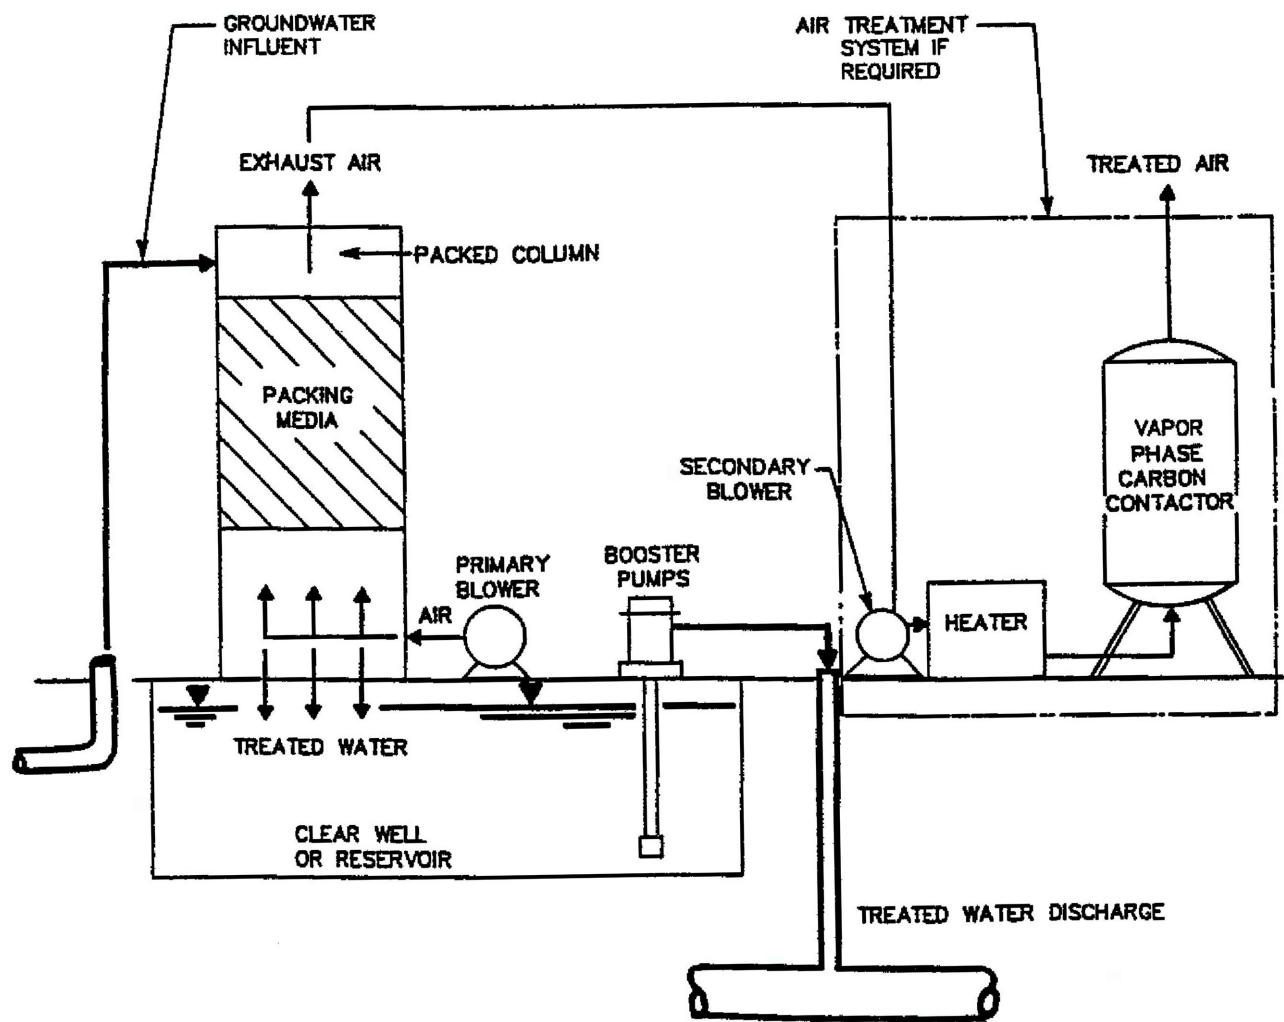 GROUNDWATER
INFLUENT
AIR TREATMENT
SYSTEM IF
REQUIRED
EXHAUST AIR
TREATED AIR
PACKED COLUMN
PACKING
MEDIA
VAPOR
PHASE
CARBON
CONTACTOR
SECONDARY
BLOWER
PRIMARY
BLOWER
BOOSTER
PUMPS
AIR
HEATER
TREATED WATER
CLEAR WELL
OR RESERVOIR
TREATED WATER DISCHARGE